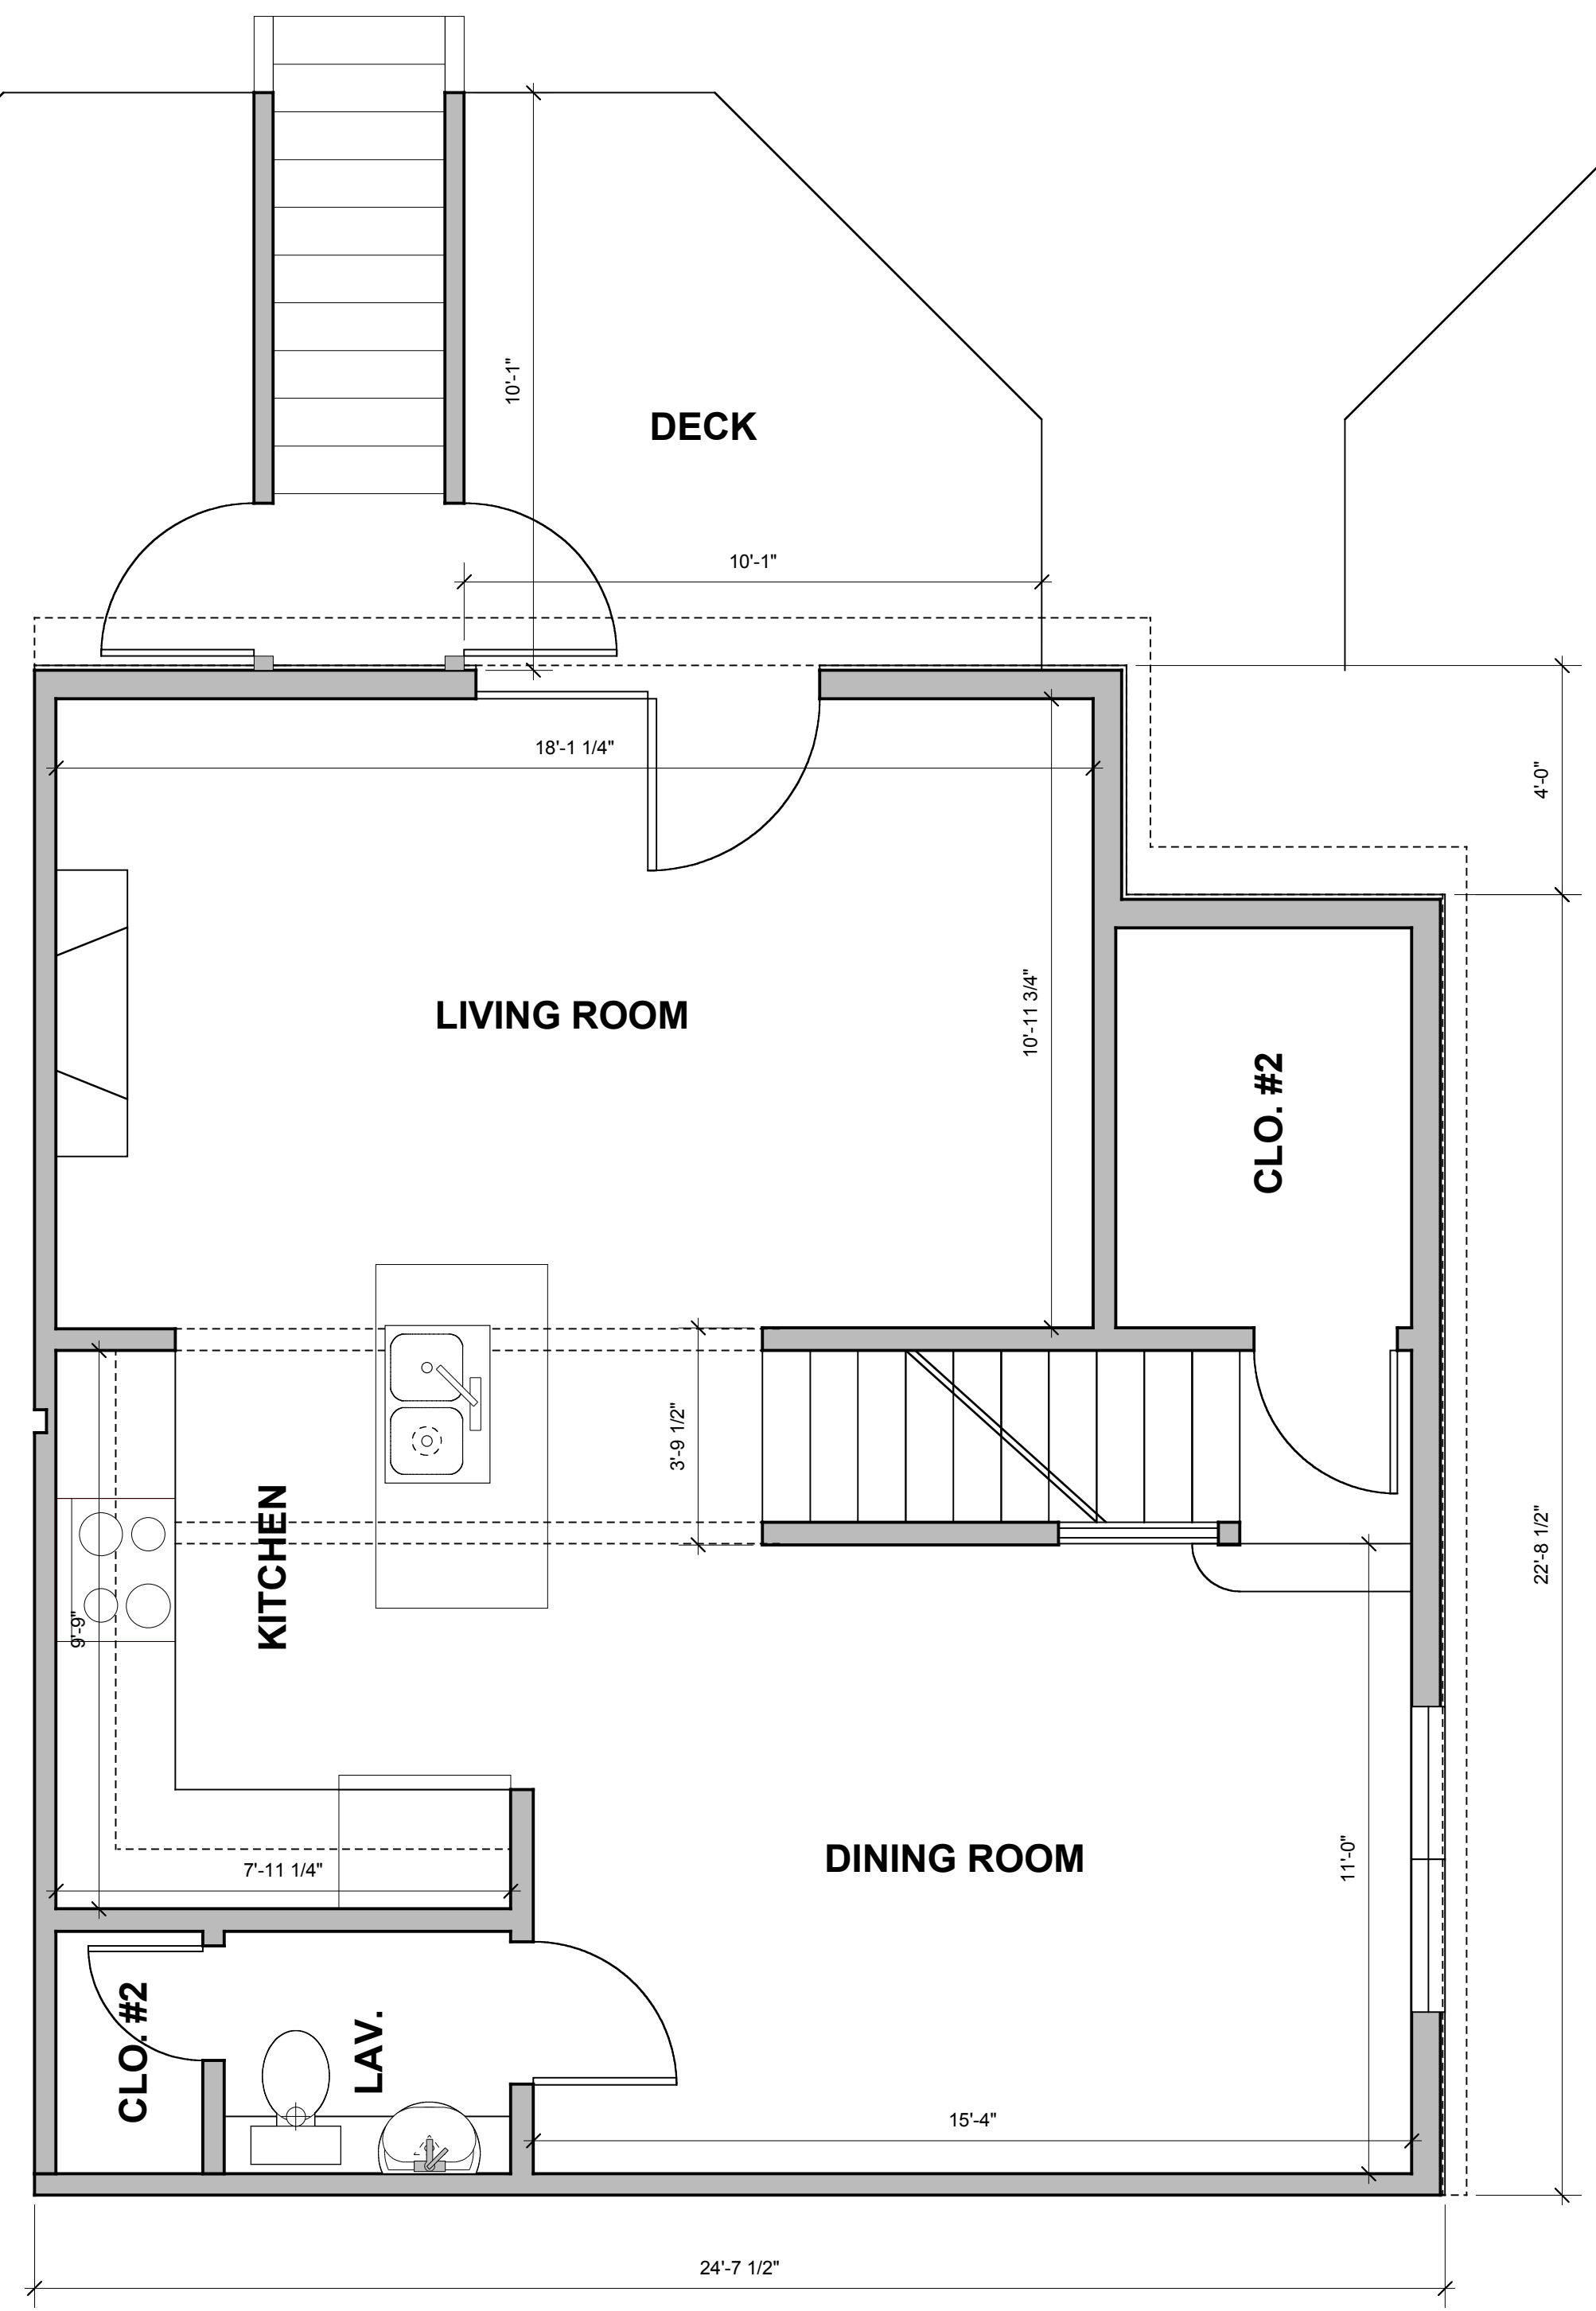 10'-1"
DECK
10'-1"
18'-1 1/4"
4'-0"
LIVING ROOM
10'-11 3/4"
CLO. #2
3'-9 1/2"
KITCHEN
9'-9"
22'-8 1/2"
DINING ROOM
11'-0"
7'-11 1/4"
CLO. #2
LAV.
15'-4"
24'-7 1/2"